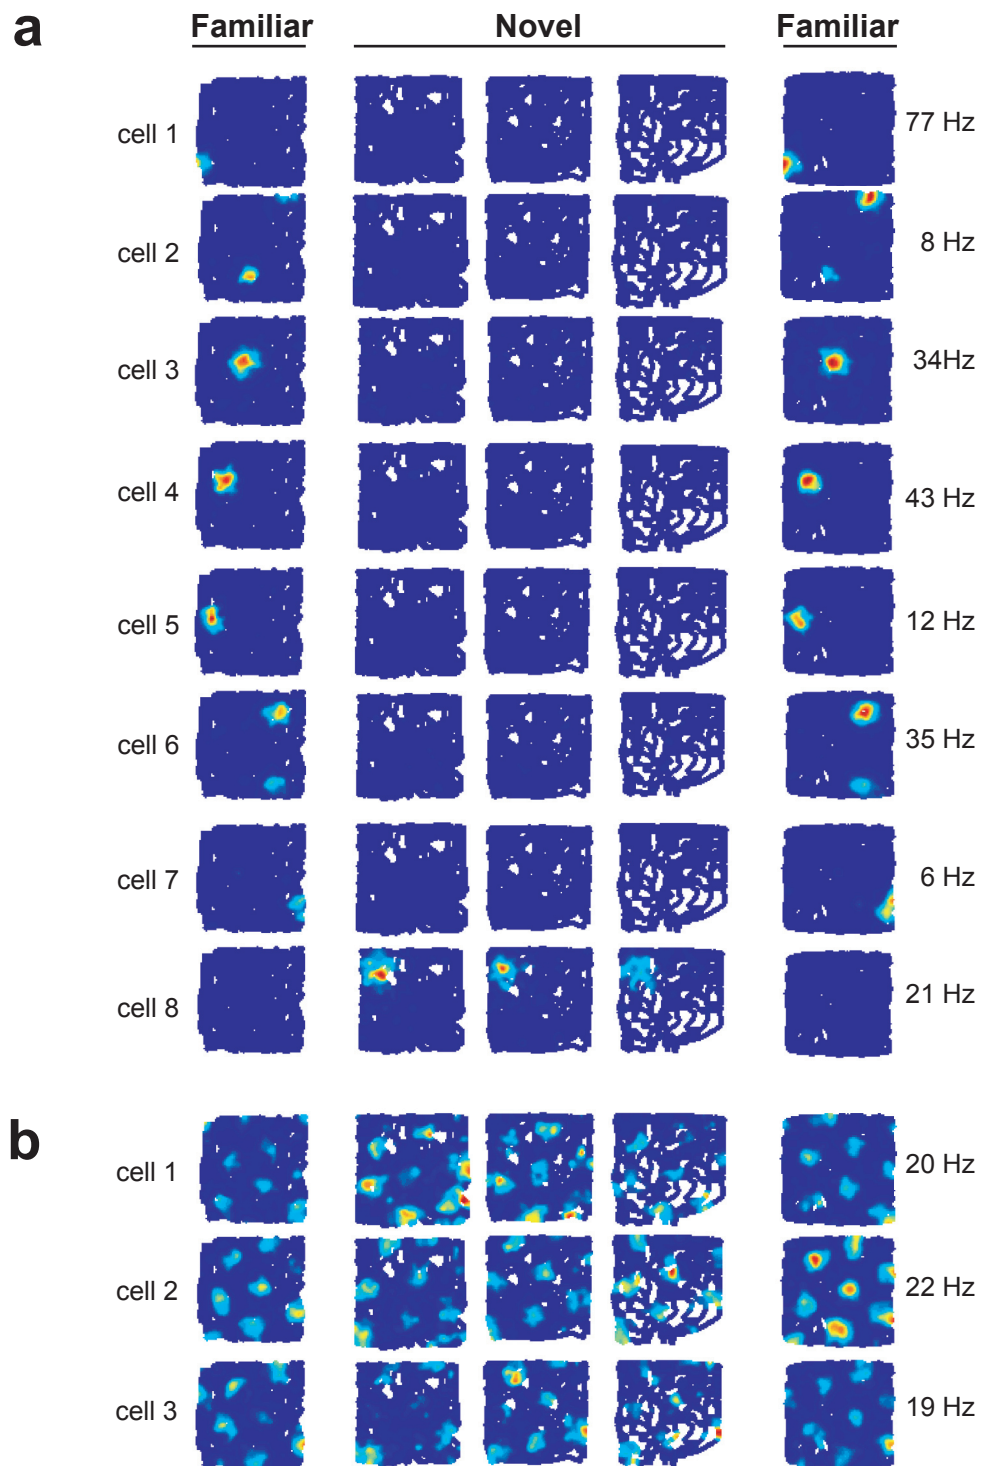 a
Familiar Novel Familiar
cell 1 77 Hz
cell 2 8 Hz
cell 3 34Hz
cell 4 43 Hz
cell 5 12 Hz
cell 6 35 Hz
cell 7 6 Hz
cell 8 21 Hz
b
cell 1 20 Hz
cell 2 22 Hz
cell 3 19 Hz